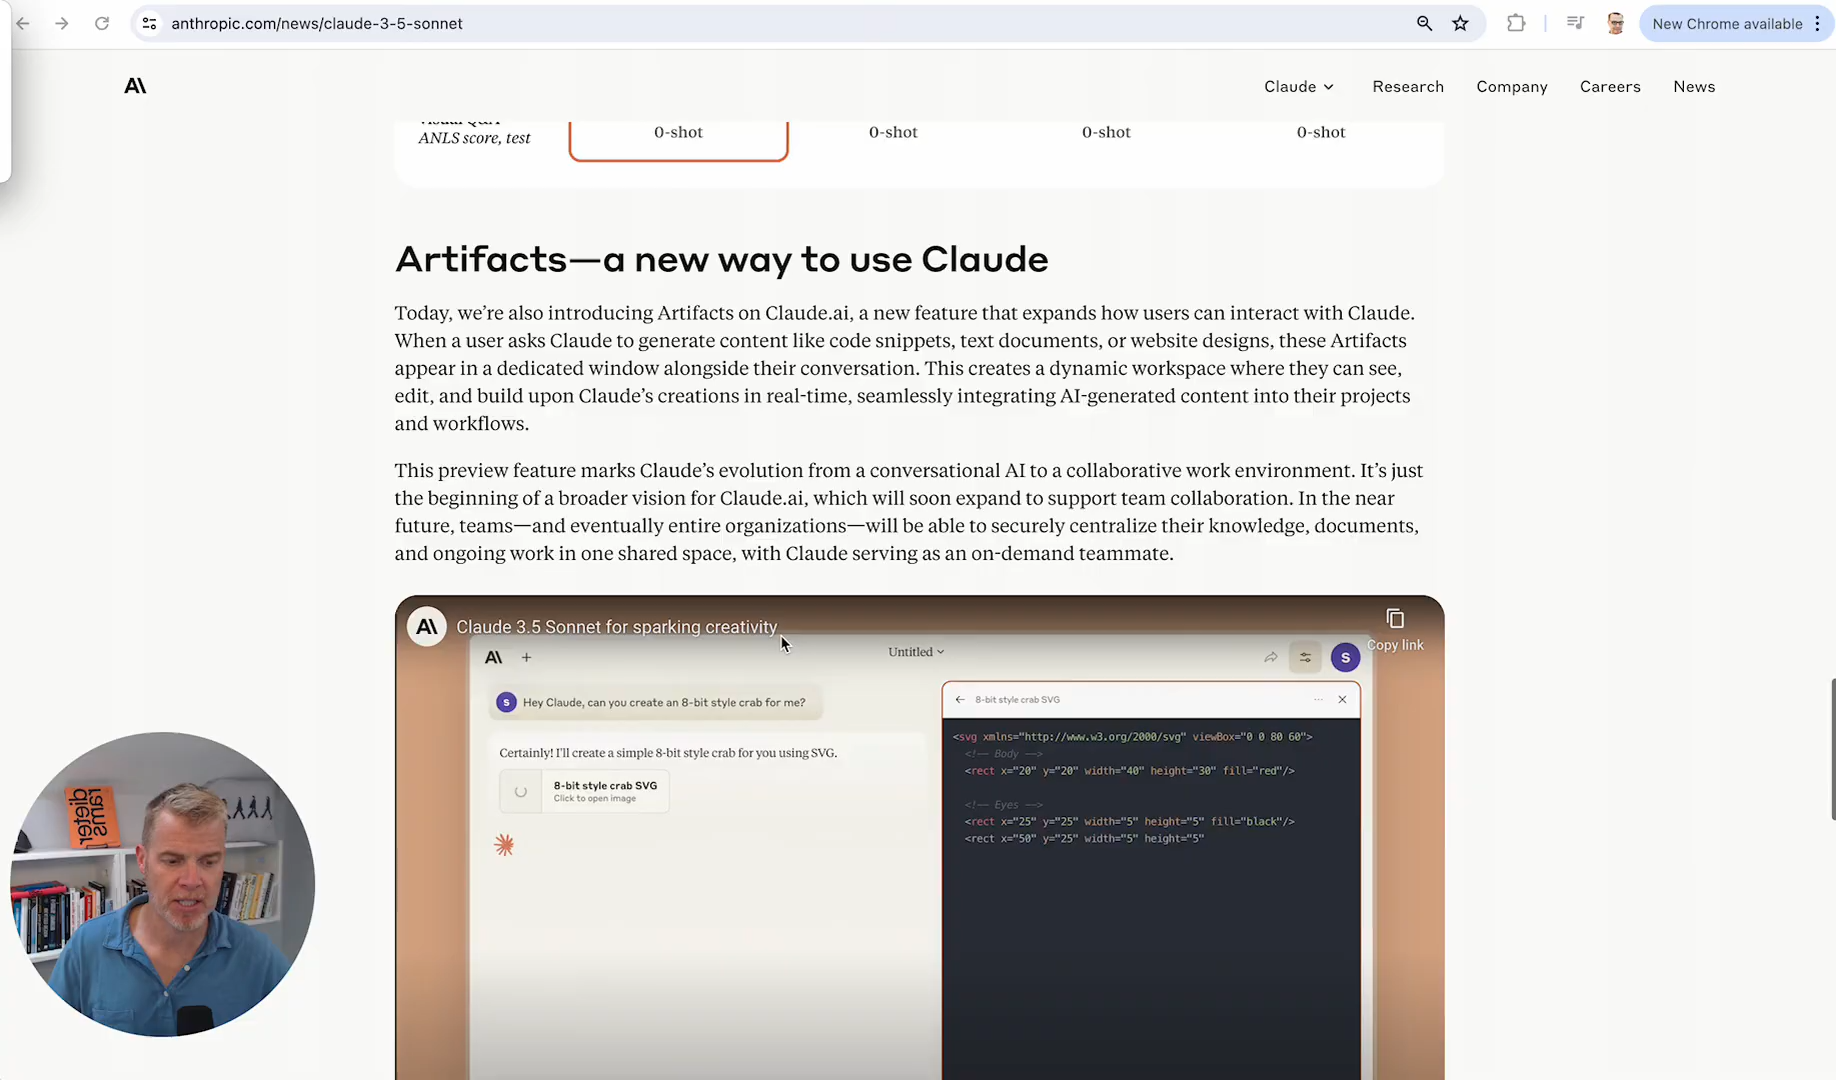 anthropic.com/news/claude-3-5-sonnet
New Chrome available
Claude
Research
Company
Careers
News
Visual Q&A
ANLS score, test
0-shot
0-shot
0-shot
0-shot
Artifacts—a new way to use Claude
Today, we’re also introducing Artifacts on Claude.ai, a new feature that expands how users can interact with Claude.
When a user asks Claude to generate content like code snippets, text documents, or website designs, these Artifacts
appear in a dedicated window alongside their conversation. This creates a dynamic workspace where they can see,
edit, and build upon Claude’s creations in real-time, seamlessly integrating AI-generated content into their projects
and workflows.
This preview feature marks Claude’s evolution from a conversational AI to a collaborative work environment. It’s just
the beginning of a broader vision for Claude.ai, which will soon expand to support team collaboration. In the near
future, teams—and eventually entire organizations—will be able to securely centralize their knowledge, documents,
and ongoing work in one shared space, with Claude serving as an on-demand teammate.
Claude 3.5 Sonnet for sparking creativity
Copy link
Untitled
S
S
Hey Claude, can you create an 8-bit style crab for me?
Certainly! I'll create a simple 8-bit style crab for you using SVG.
8-bit style crab SVG
Click to open image
8-bit style crab SVG
<svg xmlns="http://www.w3.org/2000/svg" viewBox="0 0 80 60">
<!-- Body -->
<rect x="20" y="20" width="40" height="30" fill="red"/>
<!-- Eyes -->
<rect x="25" y="25" width="5" height="5" fill="black"/>
<rect x="50" y="25" width="5" height="5"
dieter
rams